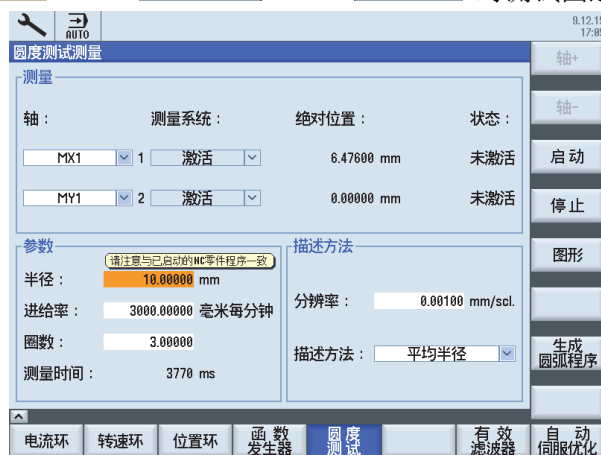 AUTO
9.12.15
圆度测试测量
轴+
测量
轴：
测量系统：
绝对位置：
状态：
轴-
MX1 1 激活 6.47600 mm 未激活
启动
MY1 2 激活 0.00000 mm 未激活
停止
参数
请注意与已启动的NC零件程序一致
描述方法
图形
半径： 10.00000 mm
分辨率： 0.00100 mm/scl.
进给率： 3000.00000 毫米每分钟
圈数： 3.00000
描述方法： 平均半径
生成
圆弧程序
测量时间： 3770 ms
电流环
转速环
位置环
函数
发生器
圆度
测试
有效
滤波器
自动
伺服优化